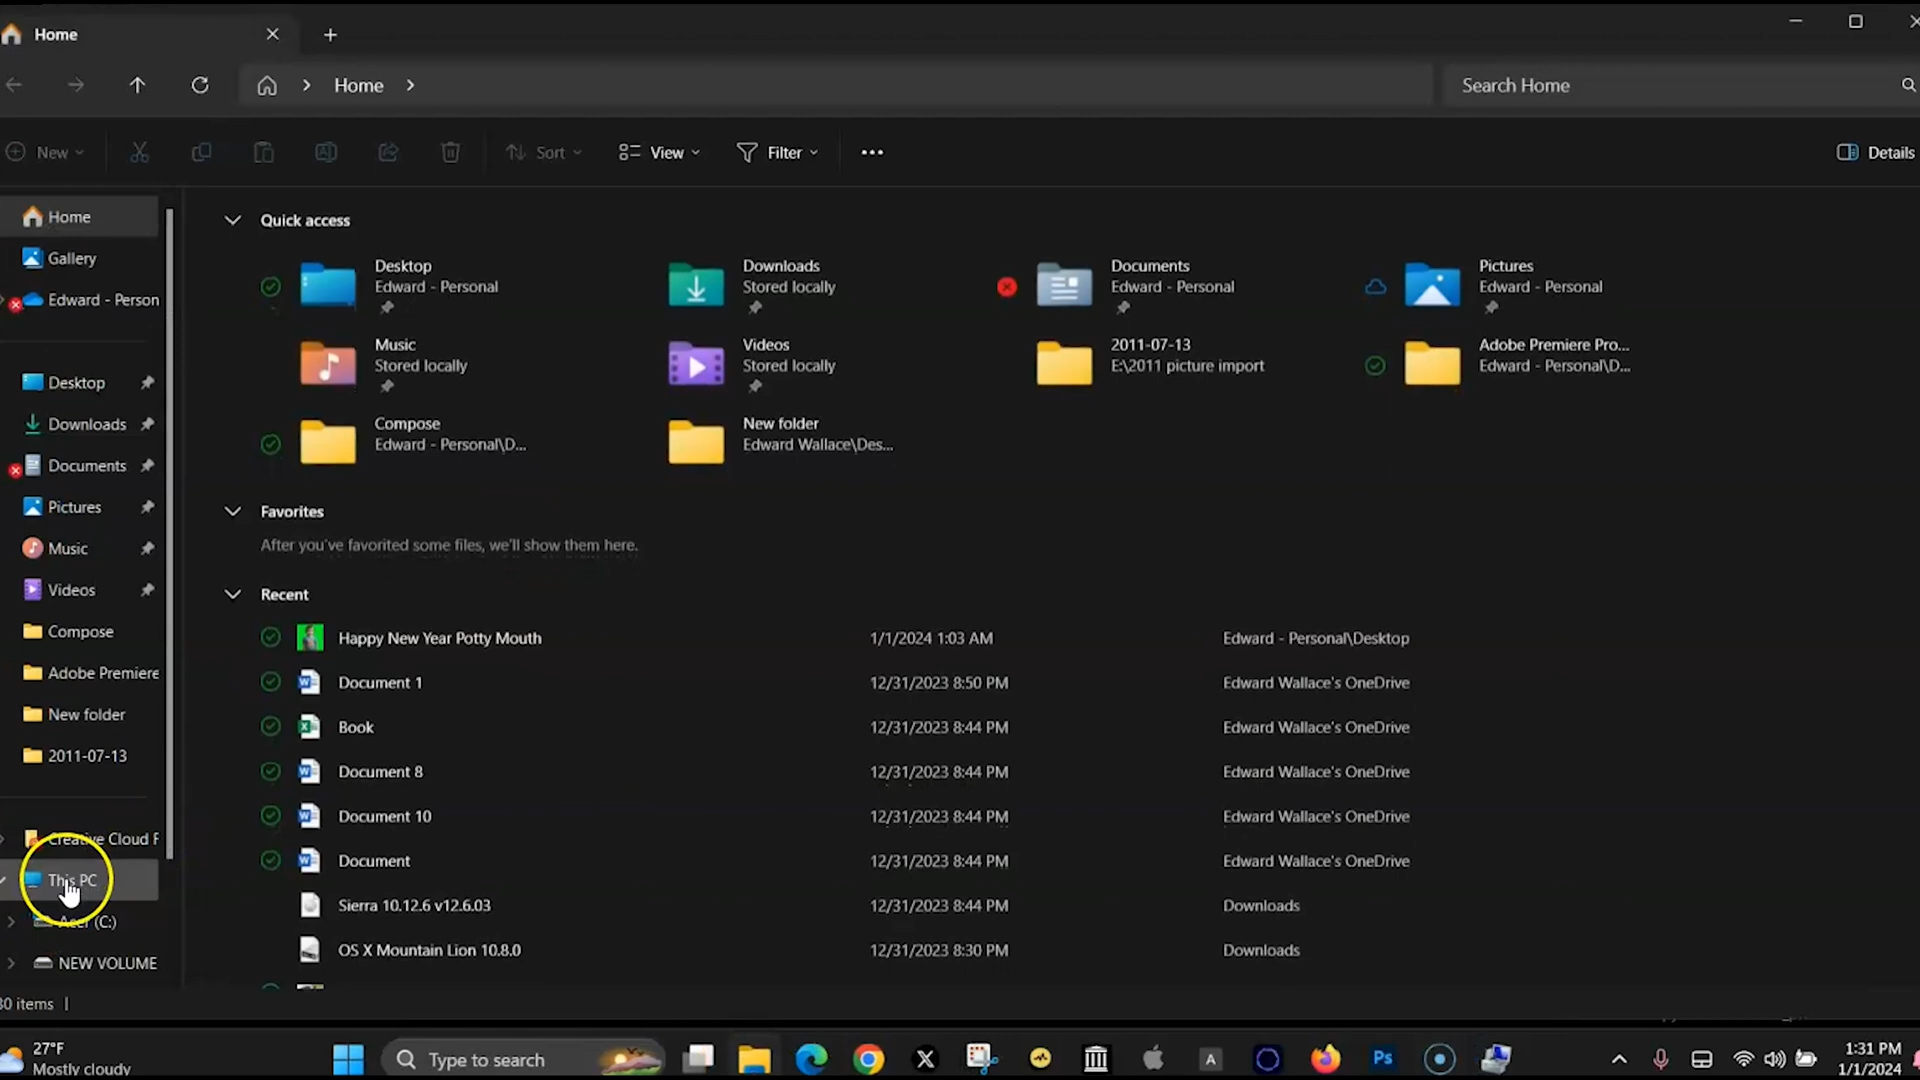 Home
Home
Search Home
New
Sort
View
Filter
Details
Home
Gallery
Edward - Person
Desktop
Downloads
Documents
Pictures
Music
Videos
Compose
Adobe Premiere
New folder
2011-07-13
Creative Cloud F
This PC
Acer (C:)
NEW VOLUME
Quick access
Desktop
Edward - Personal
Downloads
Stored locally
Documents
Edward - Personal
Pictures
Edward - Personal
Music
Stored locally
Videos
Stored locally
2011-07-13
E:\2011 picture import
Adobe Premiere Pro...
Edward - Personal\D...
Compose
Edward - Personal\D...
New folder
Edward Wallace\Des...
Favorites
After you've favorited some files, we'll show them here.
Recent
Happy New Year Potty Mouth 1/1/2024 1:03 AM Edward - Personal\Desktop
Document 1 12/31/2023 8:50 PM Edward Wallace's OneDrive
Book 12/31/2023 8:44 PM Edward Wallace's OneDrive
Document 8 12/31/2023 8:44 PM Edward Wallace's OneDrive
Document 10 12/31/2023 8:44 PM Edward Wallace's OneDrive
Document 12/31/2023 8:44 PM Edward Wallace's OneDrive
Sierra 10.12.6 v12.6.03 12/31/2023 8:44 PM Downloads
OS X Mountain Lion 10.8.0 12/31/2023 8:30 PM Downloads
30 items
27°F
Mostly cloudy
Type to search
X
A
Ps
1:31 PM
1/1/2024